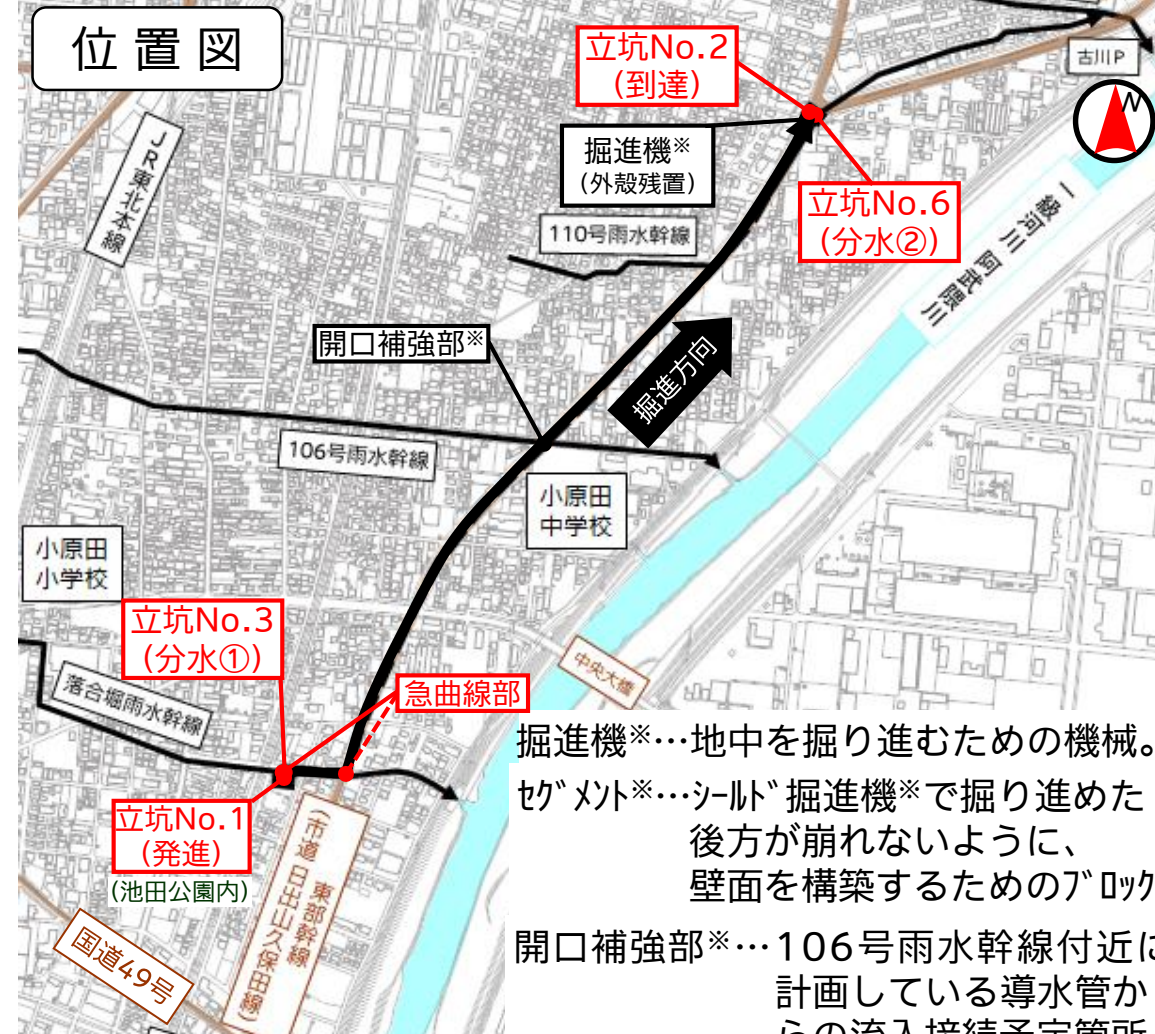 位置図
立坑No.2
(到達)
古川P
N
JR東北本線
掘進機※
(外殻残置)
立坑No.6
(分水②)
110号雨水幹線
一級河川 阿武隈川
開口補強部※
掘進方向
106号雨水幹線
小原田
中学校
小原田
小学校
立坑No.3
(分水①)
中央大橋
急曲線部
落合堀雨水幹線
立坑No.1
(発進)
(池田公園内)
東部幹線
(市道 日出山久保田線)
国道49号
掘進機※…地中を掘り進むための機械。
ｾｸﾞﾒﾝﾄ※…ｼｰﾙﾄﾞ掘進機※で掘り進めた
後方が崩れないように、
壁面を構築するためのﾌﾞﾛｯｸ
開口補強部※…106号雨水幹線付近に
計画している導水管か
らの流入接続予定箇所